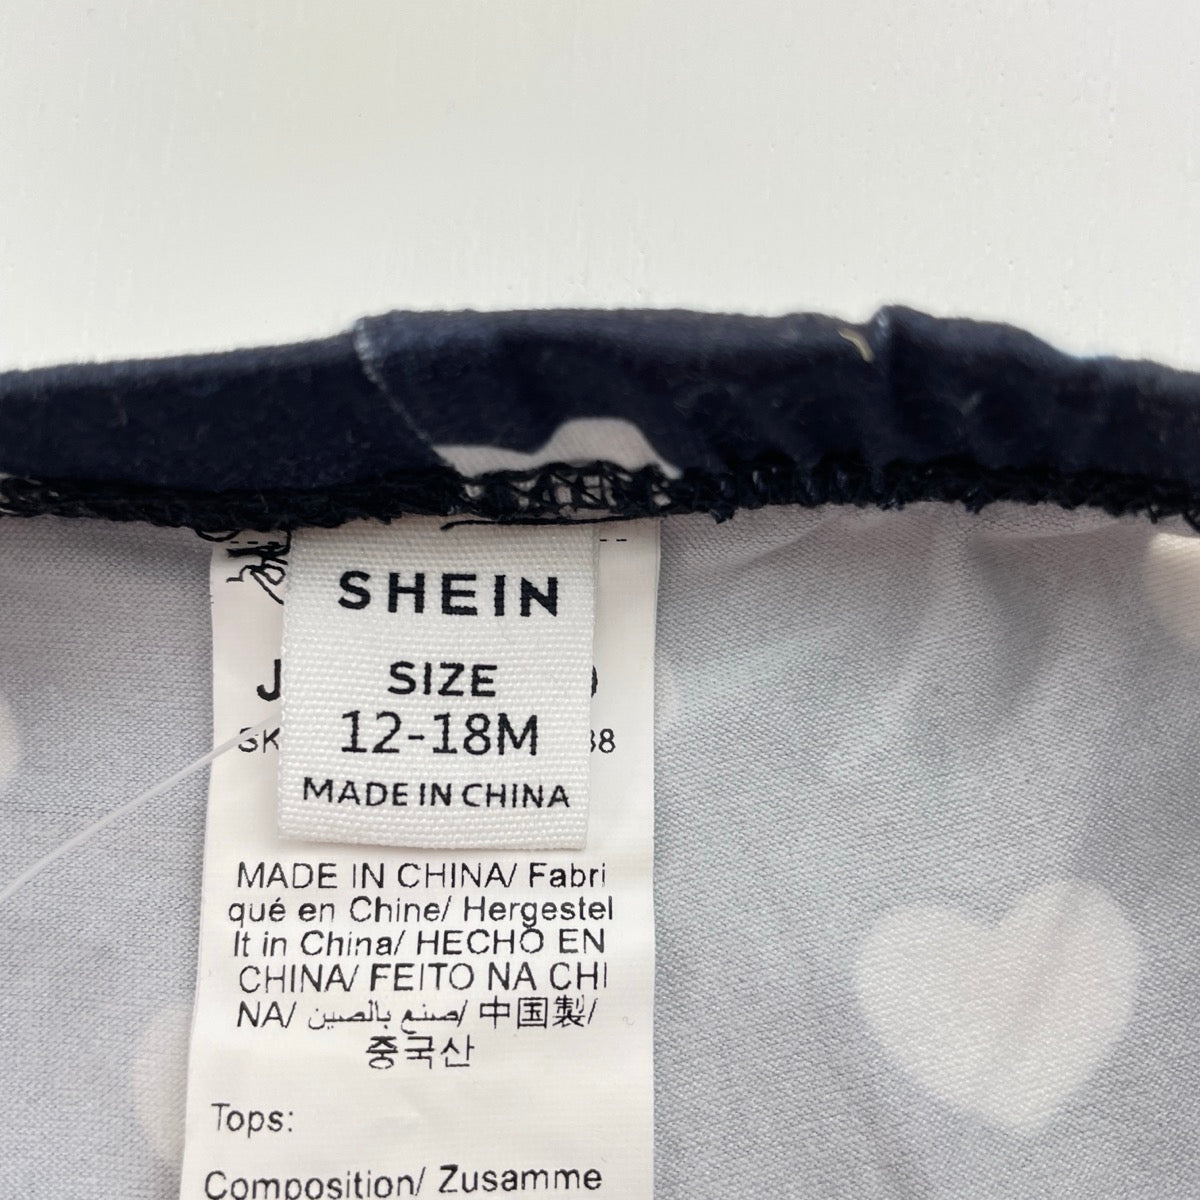 SHEIN
SIZE
12-18M
MADE IN CHINA
MADE IN CHINA/ Fabri
qué en Chine/ Hergestel
lt in China/ HECHO EN
CHINA/ FEITO NA CHI
NA/ صنع بالصين/ 中国製/
중국산
Tops:
Composition/ Zusamme